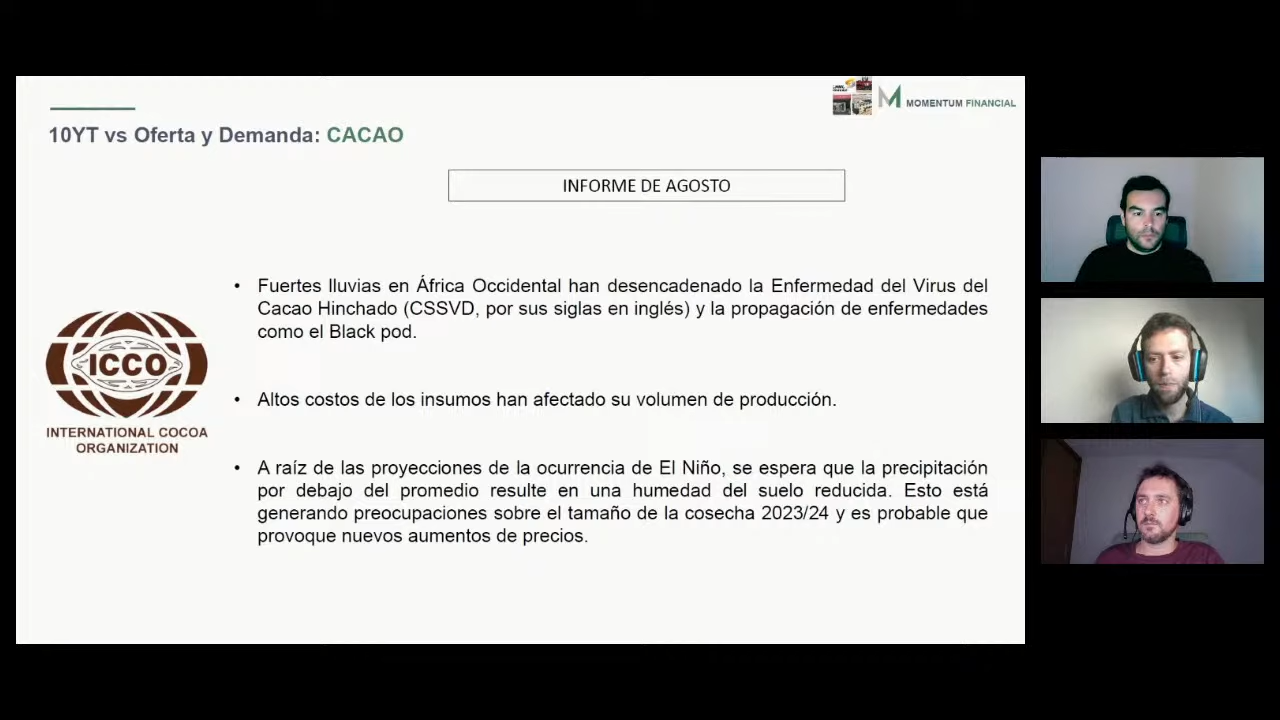 MOMENTUM FINANCIAL
10YT vs Oferta y Demanda: CACAO
INFORME DE AGOSTO
• Fuertes lluvias en África Occidental han desencadenado la Enfermedad del Virus del
Cacao Hinchado (CSSVD, por sus siglas en inglés) y la propagación de enfermedades
como el Black pod.
ICCO
INTERNATIONAL COCOA
ORGANIZATION
• Altos costos de los insumos han afectado su volumen de producción.
• A raíz de las proyecciones de la ocurrencia de El Niño, se espera que la precipitación
por debajo del promedio resulte en una humedad del suelo reducida. Esto está
generando preocupaciones sobre el tamaño de la cosecha 2023/24 y es probable que
provoque nuevos aumentos de precios.